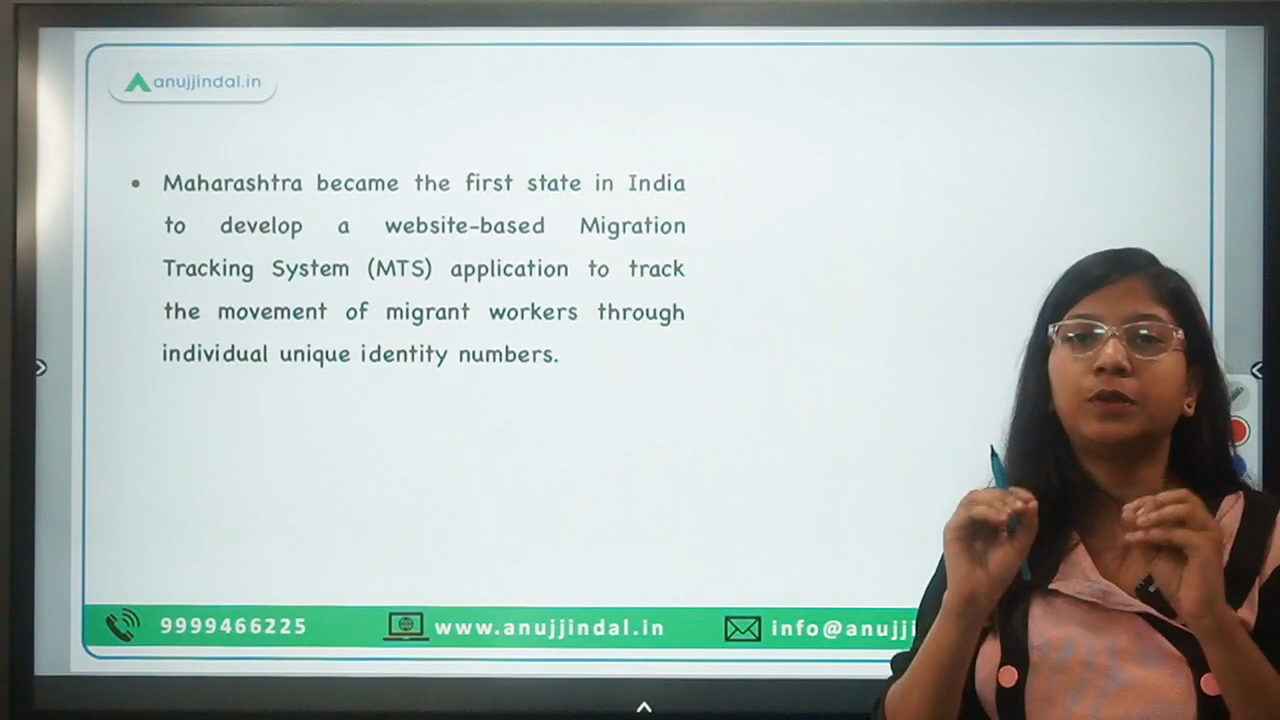 anujjindal.in
• Maharashtra became the first state in India
to develop a website-based Migration
Tracking System (MTS) application to track
the movement of migrant workers through
individual unique identity numbers.
9999466225 www.anujjindal.in info@anujji